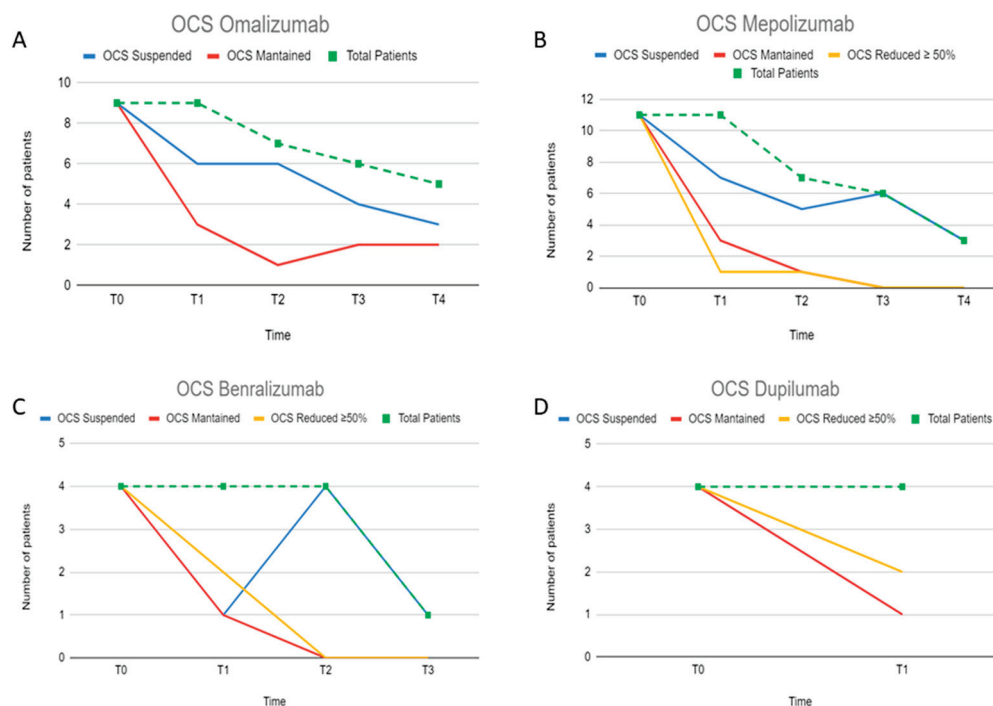 A
OCS Omalizumab
OCS Suspended OCS Mantained Total Patients
Number of patients
10
8
6
4
2
0
T0 T1 T2 T3 T4
Time
B
OCS Mepolizumab
OCS Suspended OCS Mantained OCS Reduced ≥ 50%
Total Patients
Number of patients
12
10
8
6
4
2
0
T0 T1 T2 T3 T4
Time
C
OCS Benralizumab
OCS Suspended OCS Mantained OCS Reduced ≥50% Total Patients
Number of patients
5
4
3
2
1
0
T0 T1 T2 T3
Time
D
OCS Dupilumab
OCS Suspended OCS Mantained OCS Reduced ≥50% Total Patients
Number of patients
5
4
3
2
1
0
T0 T1
Time